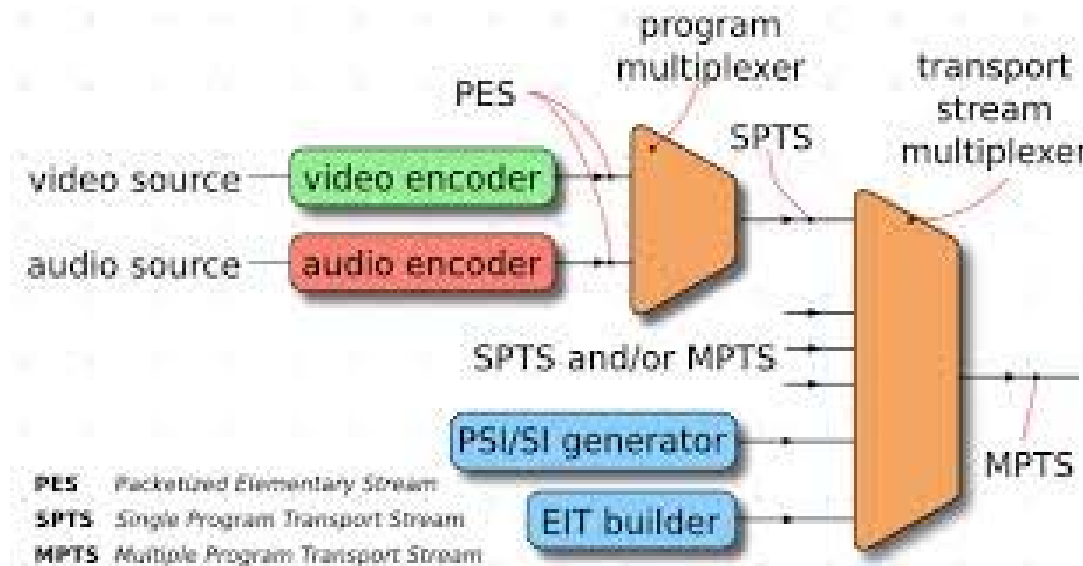 program
multiplexer
transport
stream
multiplexer
PES
SPTS
video source
video encoder
audio source
audio encoder
SPTS and/or MPTS
PSI/SI generator
MPTS
EIT builder
PES Packetized Elementary Stream
SPTS Single Program Transport Stream
MPTS Multiple Program Transport Stream